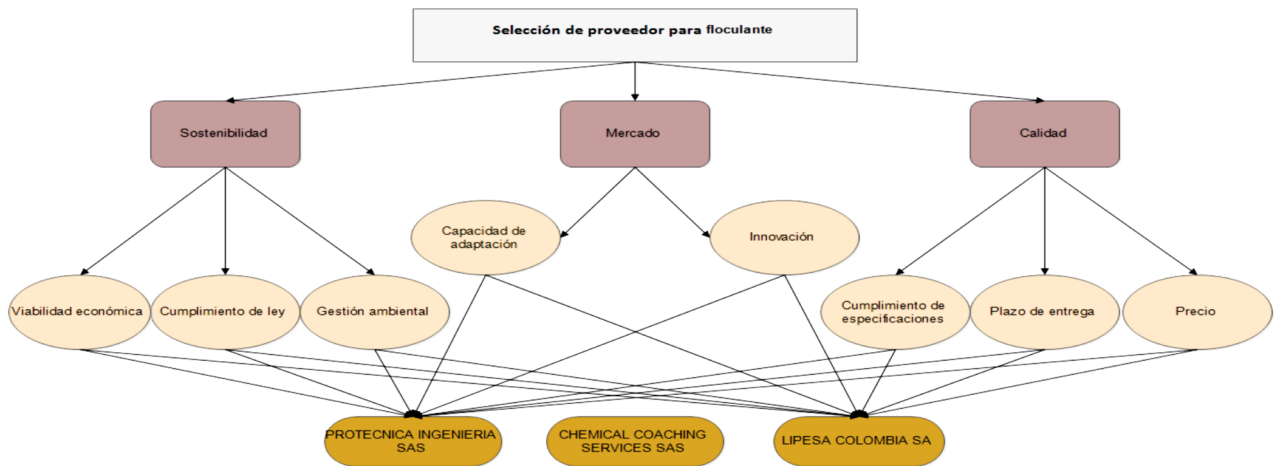 Selección de proveedor para floculante
Sostenibilidad
Mercado
Calidad
Capacidad de
adaptación
Innovación
Viabilidad económica
Cumplimiento de ley
Gestión ambiental
Cumplimiento de
especificaciones
Plazo de entrega
Precio
PROTECNICA INGENIERIA
SAS
CHEMICAL COACHING
SERVICES SAS
LIPESA COLOMBIA SA